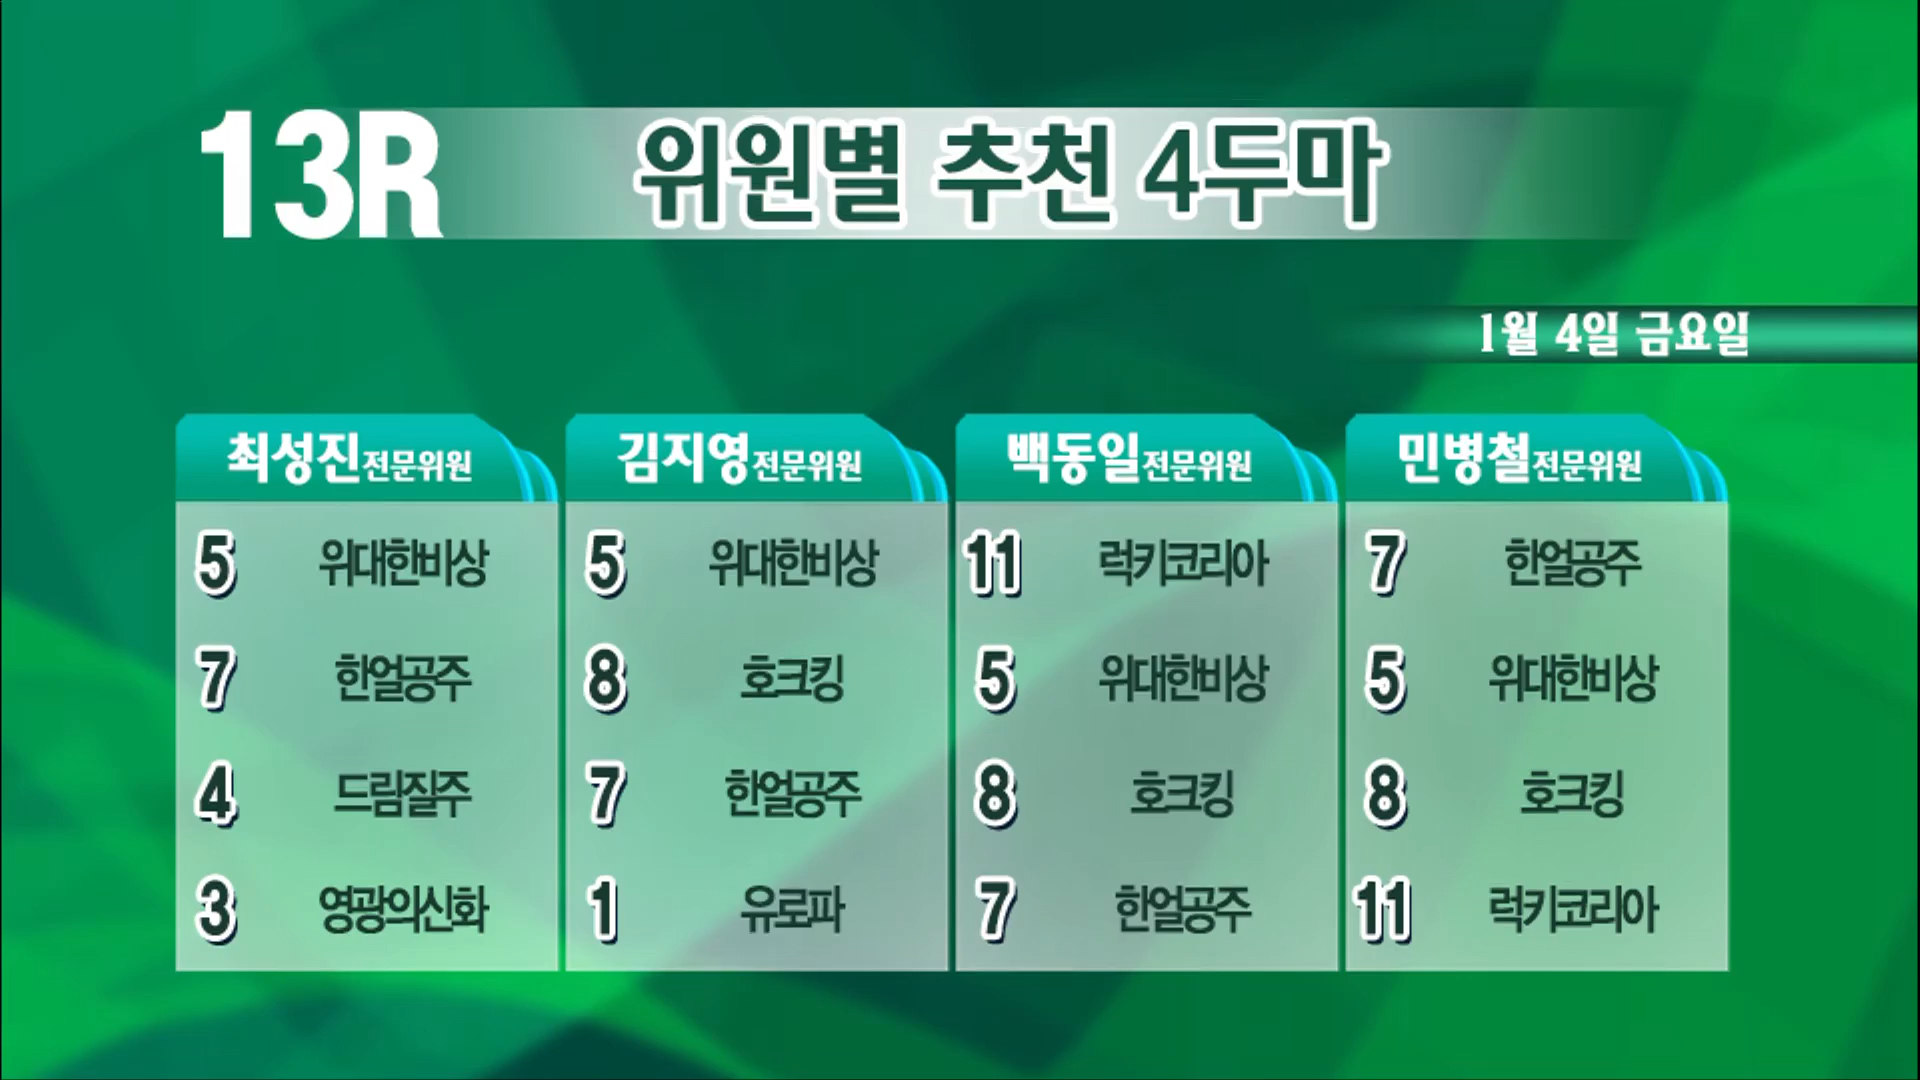 13R 위원별 추천 4두마
1월 4일 금요일
최성진전문위원 김지영전문위원 백동일전문위원 민병철전문위원
5 위대한비상 5 위대한비상 11 럭키코리아 7 한얼공주
7 한얼공주 8 호크킹 5 위대한비상 5 위대한비상
4 드림질주 7 한얼공주 8 호크킹 8 호크킹
3 영광의신화 1 유로파 7 한얼공주 11 럭키코리아